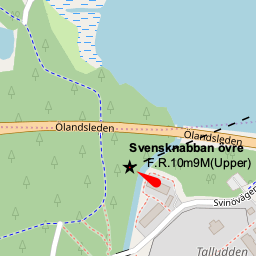 Ölandsleden
Ölandsleden
Svensknabban övre
F.R.10m9M(Upper)
Svinövägen
Talludden